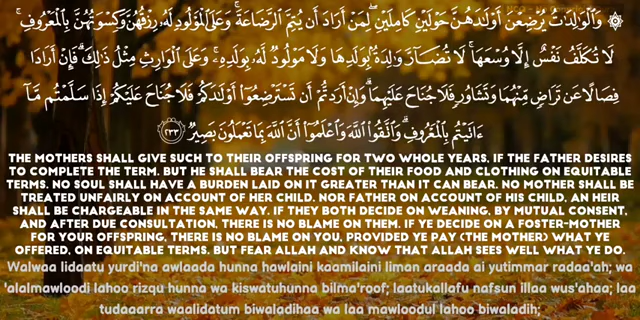 ۞ وَٱلْوَٰلِدَٰتُ يُرْضِعْنَ أَوْلَٰدَهُنَّ حَوْلَيْنِ كَامِلَيْنِ ۖ لِمَنْ أَرَادَ أَن يُتِمَّ ٱلرَّضَاعَةَ ۚ وَعَلَى ٱلْمَوْلُودِ لَهُۥ رِزْقُهُنَّ وَكِسْوَتُهُنَّ بِٱلْمَعْرُوفِ ۚ
لَا تُكَلَّفُ نَفْسٌ إِلَّا وُسْعَهَا ۚ لَا تُضَآرَّ وَٰلِدَةٌۢ بِوَلَدِهَا وَلَا مَوْلُودٌ لَّهُۥ بِوَلَدِهِۦ ۚ وَعَلَى ٱلْوَارِثِ مِثْلُ ذَٰلِكَ ۗ فَإِنْ أَرَادَا
فِصَالًا عَن تَرَاضٍ مِّنْهُمَا وَتَشَاوُرٍ فَلَا جُنَاحَ عَلَيْهِمَا ۗ وَإِنْ أَرَدتُّمْ أَن تَسْتَرْضِعُوٓا۟ أَوْلَٰدَكُمْ فَلَا جُنَاحَ عَلَيْكُمْ إِذَا سَلَّمْتُم مَّآ
ءَاتَيْتُم بِٱلْمَعْرُوفِ ۗ وَٱتَّقُوا۟ ٱللَّهَ وَٱعْلَمُوٓا۟ أَنَّ ٱللَّهَ بِمَا تَعْمَلُونَ بَصِيرٌ ٢٣٣
THE MOTHERS SHALL GIVE SUCH TO THEIR OFFSPRING FOR TWO WHOLE YEARS, IF THE FATHER DESIRES
TO COMPLETE THE TERM. BUT HE SHALL BEAR THE COST OF THEIR FOOD AND CLOTHING ON EQUITABLE
TERMS. NO SOUL SHALL HAVE A BURDEN LAID ON IT GREATER THAN IT CAN BEAR. NO MOTHER SHALL BE
TREATED UNFAIRLY ON ACCOUNT OF HER CHILD. NOR FATHER ON ACCOUNT OF HIS CHILD, AN HEIR
SHALL BE CHARGEABLE IN THE SAME WAY. IF THEY BOTH DECIDE ON WEANING, BY MUTUAL CONSENT,
AND AFTER DUE CONSULTATION, THERE IS NO BLAME ON THEM. IF YE DECIDE ON A FOSTER-MOTHER
FOR YOUR OFFSPRING, THERE IS NO BLAME ON YOU, PROVIDED YE PAY (THE MOTHER) WHAT YE
OFFERED, ON EQUITABLE TERMS. BUT FEAR ALLAH AND KNOW THAT ALLAH SEES WELL WHAT YE DO.
Walwaa lidaatu yurdi'na awlaada hunna hawlaini kaamilaini liman araada ai yutimmar radaa'ah; wa
'alalmawloodi lahoo rizqu hunna wa kiswatuhunna bilma'roof; laatukallafu nafsun illaa wus'ahaa; laa
tudaaarra waalidatum biwaladihaa wa laa mawloodul lahoo biwaladih;